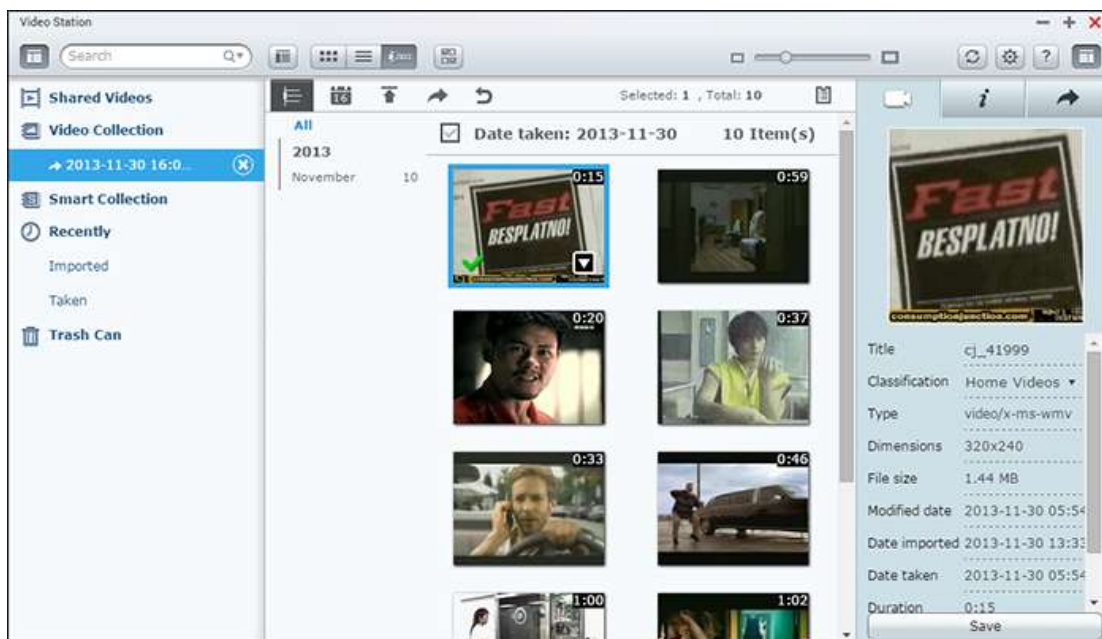 Video Station
Search
Shared Videos
Video Collection
2013-11-30 16:0...
Smart Collection
Recently
Imported
Taken
Trash Can
16
Selected: 1 , Total: 10
All
2013
November 10
Date taken: 2013-11-30 10 Item(s)
0:15
Fast
BESPLATNO!
consumptionjunction.com
0:59
0:20
0:37
0:33
0:46
1:00
1:02
i
Fast
BESPLATNO!
consumptionjunction.com
Title cj_41999
Classification Home Videos
Type video/x-ms-wmv
Dimensions 320x240
File size 1.44 MB
Modified date 2013-11-30 05:54
Date imported 2013-11-30 13:33
Date taken 2013-11-30 05:54
Duration 0:15
Save